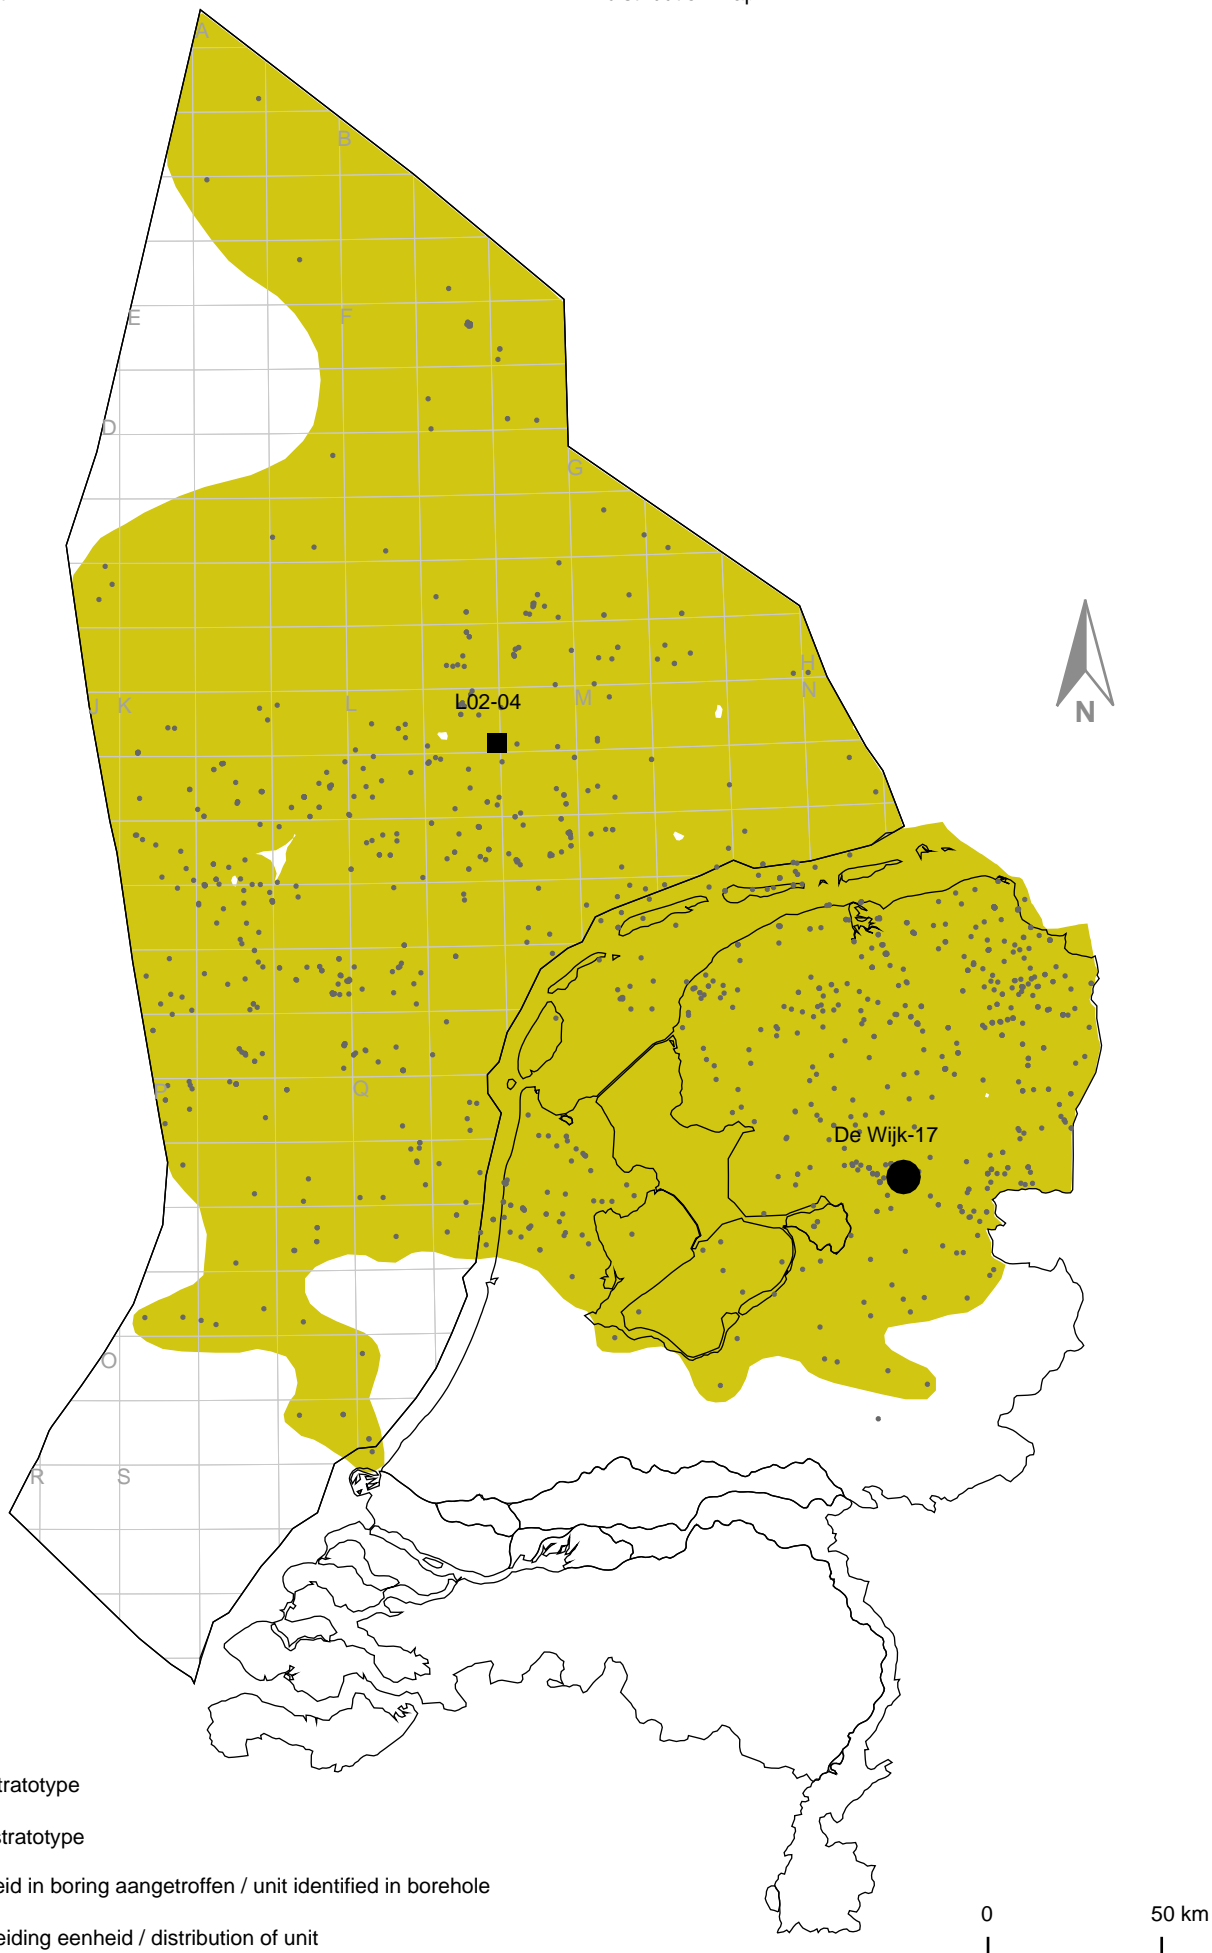 A
B
E
F
D
G
H
N
J
K
L
M
L02-04
N
P
Q
De Wijk-17
O
R
S
tratotype
stratotype
eid in boring aangetroffen / unit identified in borehole
eiding eenheid / distribution of unit
0
50 km